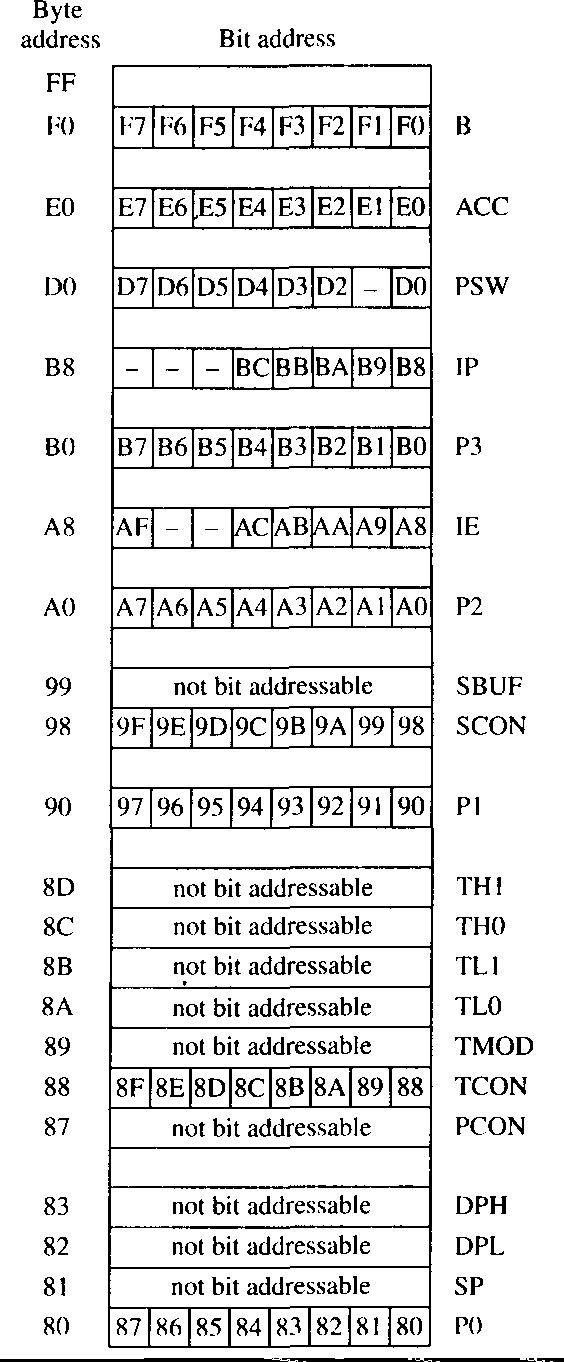 Byte
address Bit address
FF
F0 F7 F6 F5 F4 F3 F2 F1 F0 B
E0 E7 E6 E5 E4 E3 E2 E1 E0 ACC
D0 D7 D6 D5 D4 D3 D2 – D0 PSW
B8 – – – BC BB BA B9 B8 IP
B0 B7 B6 B5 B4 B3 B2 B1 B0 P3
A8 AF – – AC AB AA A9 A8 IE
A0 A7 A6 A5 A4 A3 A2 A1 A0 P2
99 not bit addressable SBUF
98 9F 9E 9D 9C 9B 9A 99 98 SCON
90 97 96 95 94 93 92 91 90 P1
8D not bit addressable TH1
8C not bit addressable TH0
8B not bit addressable TL1
8A not bit addressable TL0
89 not bit addressable TMOD
88 8F 8E 8D 8C 8B 8A 89 88 TCON
87 not bit addressable PCON
83 not bit addressable DPH
82 not bit addressable DPL
81 not bit addressable SP
80 87 86 85 84 83 82 81 80 P0